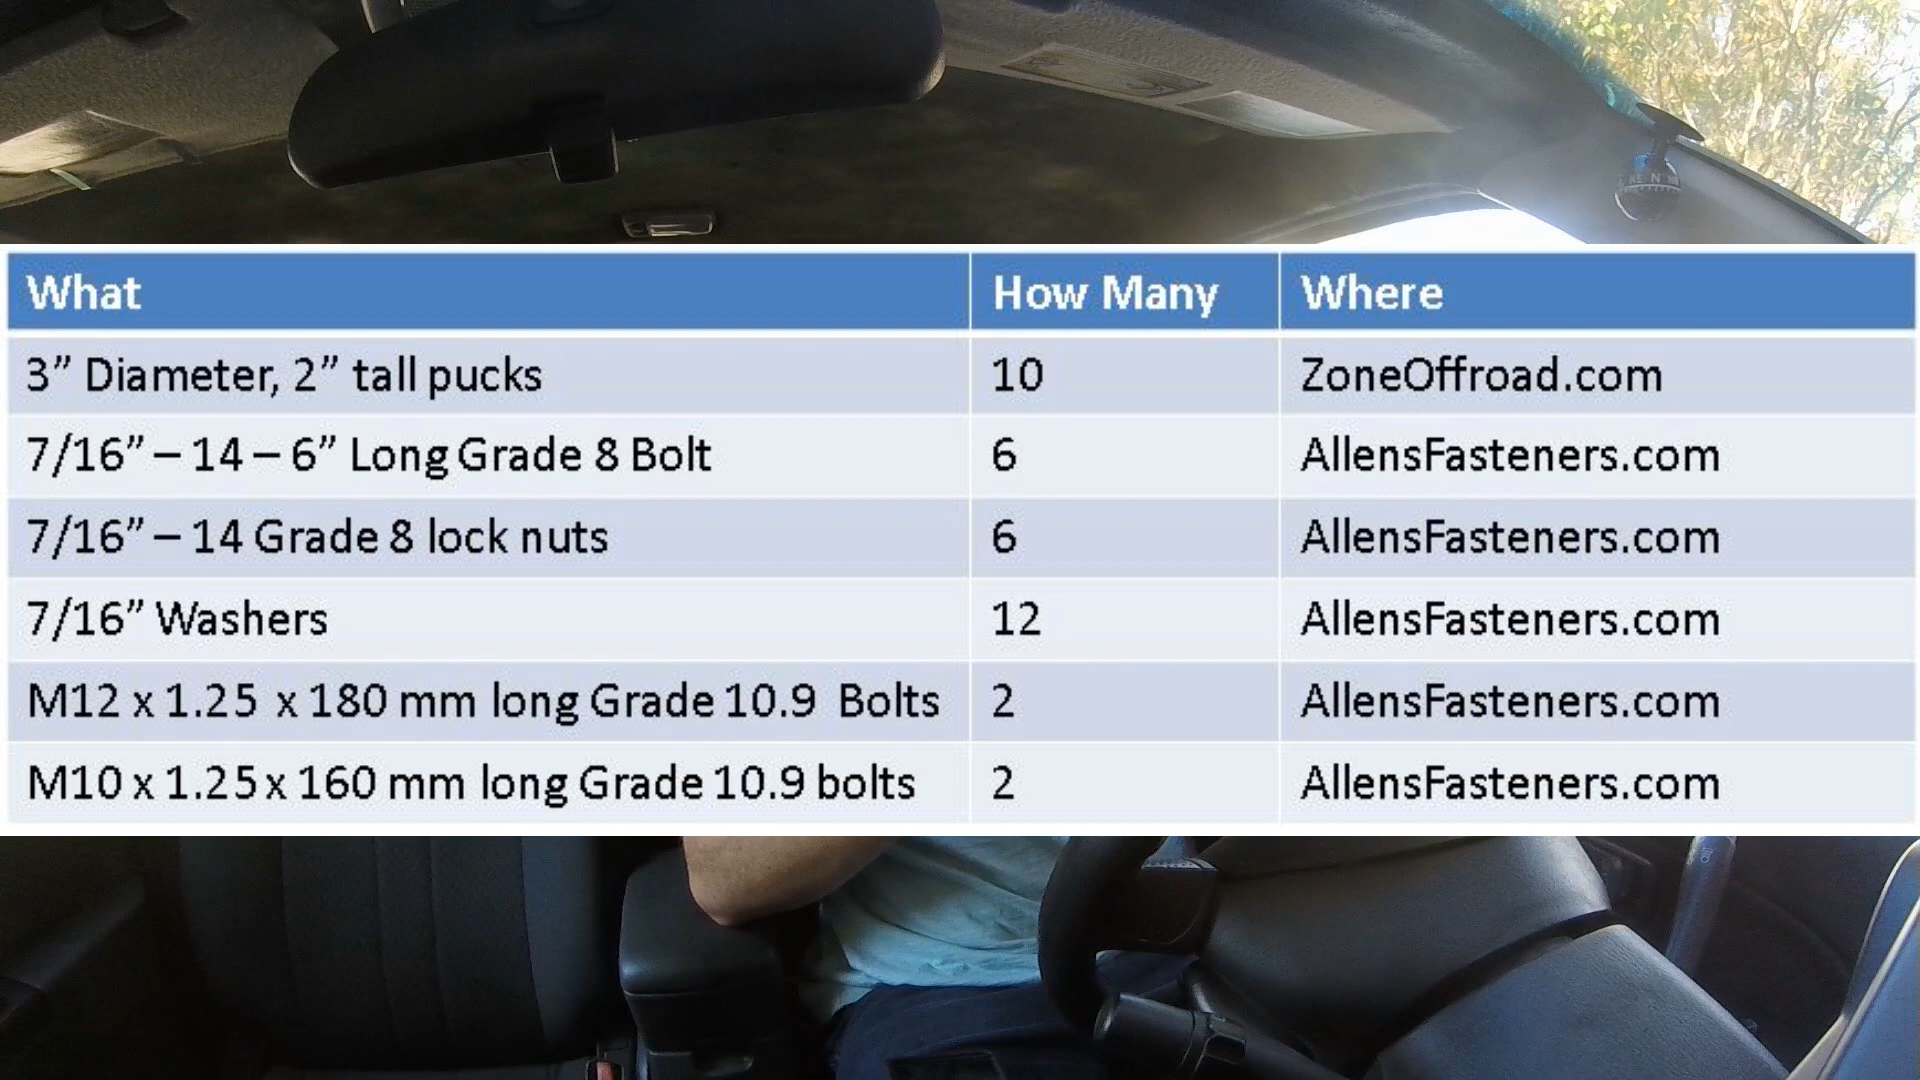 What How Many Where
3” Diameter, 2” tall pucks 10 ZoneOffroad.com
7/16” – 14 – 6” Long Grade 8 Bolt 6 AllensFasteners.com
7/16” – 14 Grade 8 lock nuts 6 AllensFasteners.com
7/16” Washers 12 AllensFasteners.com
M12 x 1.25 x 180 mm long Grade 10.9 Bolts 2 AllensFasteners.com
M10 x 1.25 x 160 mm long Grade 10.9 bolts 2 AllensFasteners.com